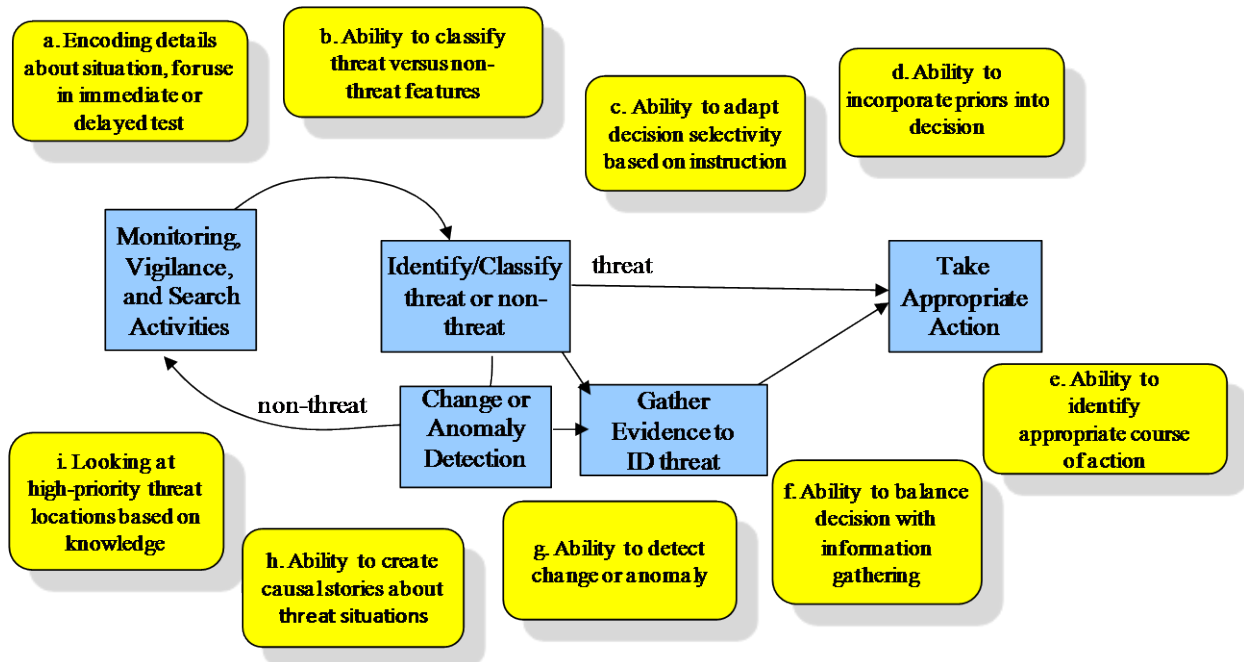 a. Encoding details
about situation, for use
in immediate or
delayed test
b. Ability to classify
threat versus non-
threat features
c. Ability to adapt
decision selectivity
based on instruction
d. Ability to
incorporate priors into
decision
Monitoring,
Vigilance,
and Search
Activities
Identify/Classify
threat or non-
threat
threat
Take
Appropriate
Action
non-threat
Change or
Anomaly
Detection
Gather
Evidence to
ID threat
e. Ability to
identify
appropriate course
of action
i. Looking at
high-priority threat
locations based on
knowledge
h. Ability to create
causal stories about
threat situations
g. Ability to detect
change or anomaly
f. Ability to balance
decision with
information
gathering